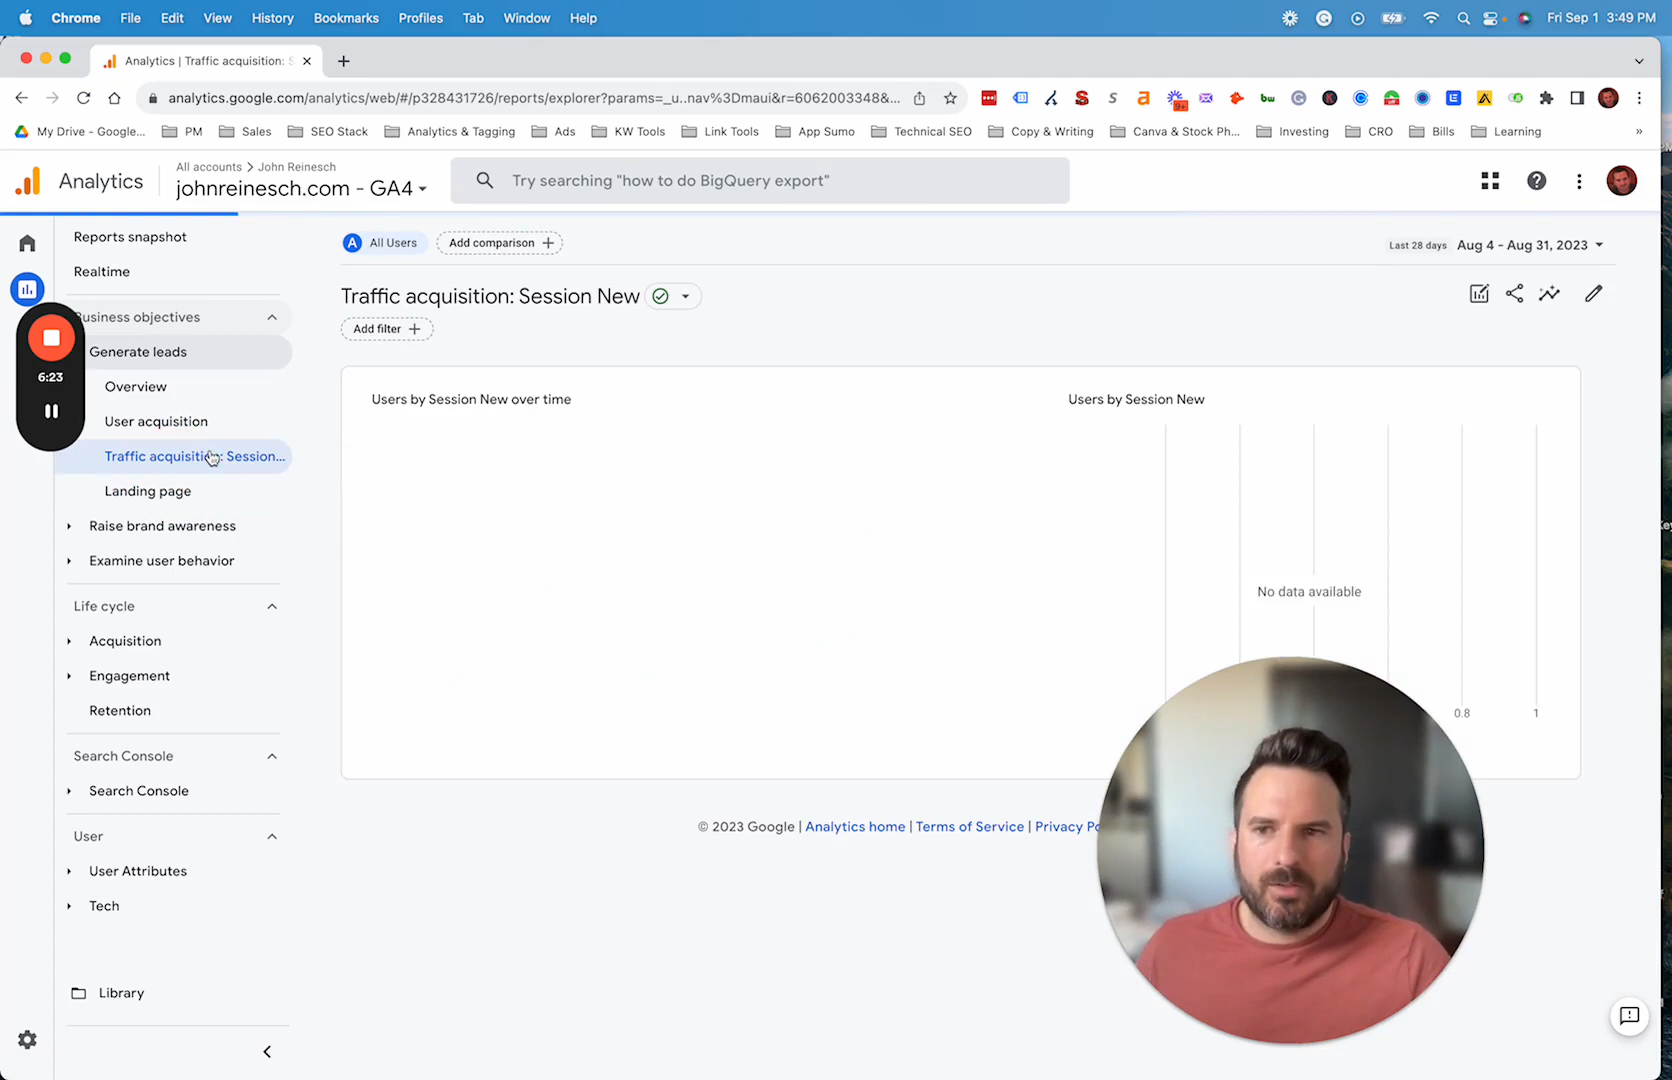 Chrome File Edit View History Bookmarks Profiles Tab Window Help Fri Sep 1 3:49 PM
Analytics | Traffic acquisition:
analytics.google.com/analytics/web/#/p328431726/reports/explorer?params=_u..nav%3Dmaui&r=6062003348&... 9+ bw
My Drive - Google... PM Sales SEO Stack Analytics & Tagging Ads KW Tools Link Tools App Sumo Technical SEO Copy & Writing Canva & Stock Ph... Investing CRO Bills Learning »
Analytics
All accounts > John Reinesch
johnreinesch.com - GA4
Try searching "how to do BigQuery export"
Reports snapshot
Realtime
usiness objectives
Generate leads
Overview
User acquisition
Traffic acquisiti : Session...
Landing page
Raise brand awareness
Examine user behavior
Life cycle
Acquisition
Engagement
Retention
Search Console
Search Console
User
User Attributes
Tech
Library
6:23
A All Users Add comparison +
Last 28 days Aug 4 - Aug 31, 2023
Traffic acquisition: Session New
Add filter +
Users by Session New over time
Users by Session New
No data available
0.8 1
© 2023 Google | Analytics home | Terms of Service | Privacy Po